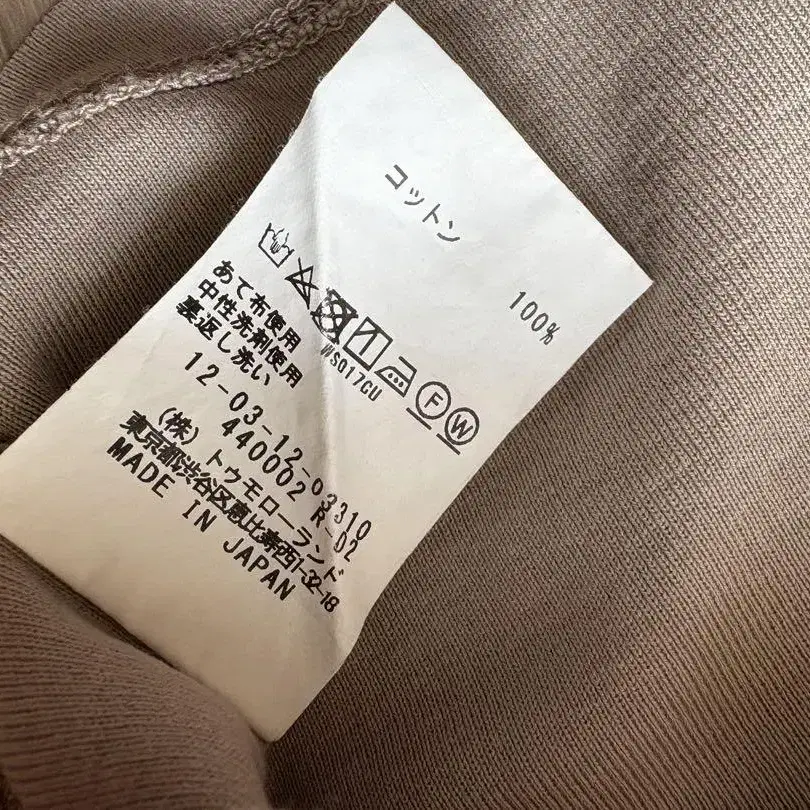 コットン 100%
WS017CU
F W
あて布使用
中性洗剤使用
裏返し洗い
12-03-12-03310
440002 R-02
(株)トゥモローランド
東京都渋谷区恵比寿西1-32-18
MADE IN JAPAN